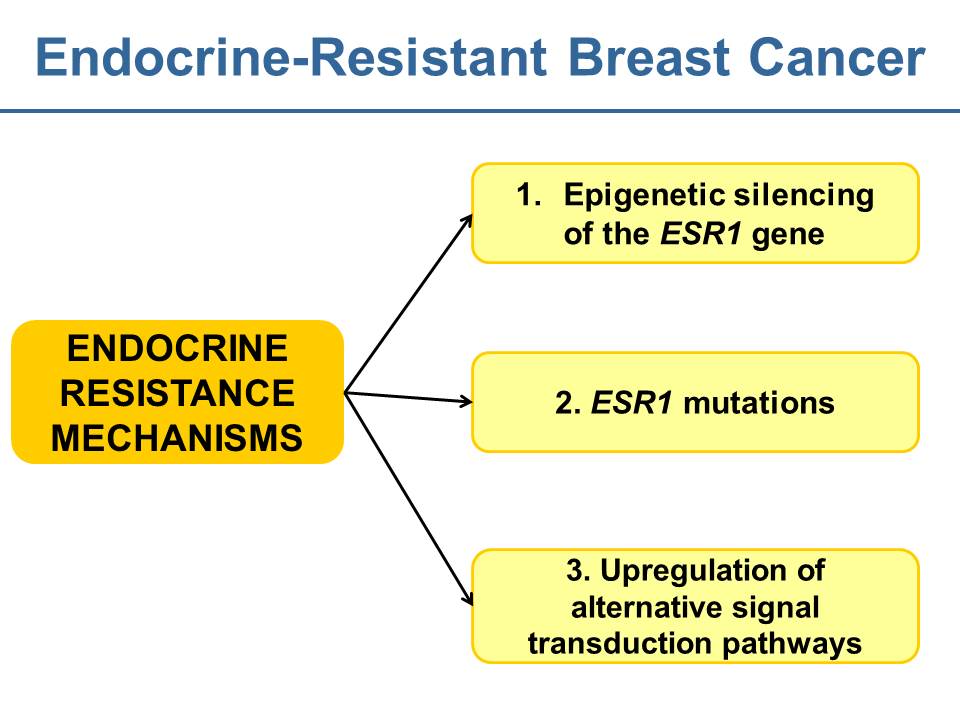 Endocrine-Resistant Breast Cancer
1. Epigenetic silencing
of the ESR1 gene
ENDOCRINE
RESISTANCE
MECHANISMS
2. ESR1 mutations
3. Upregulation of
alternative signal
transduction pathways